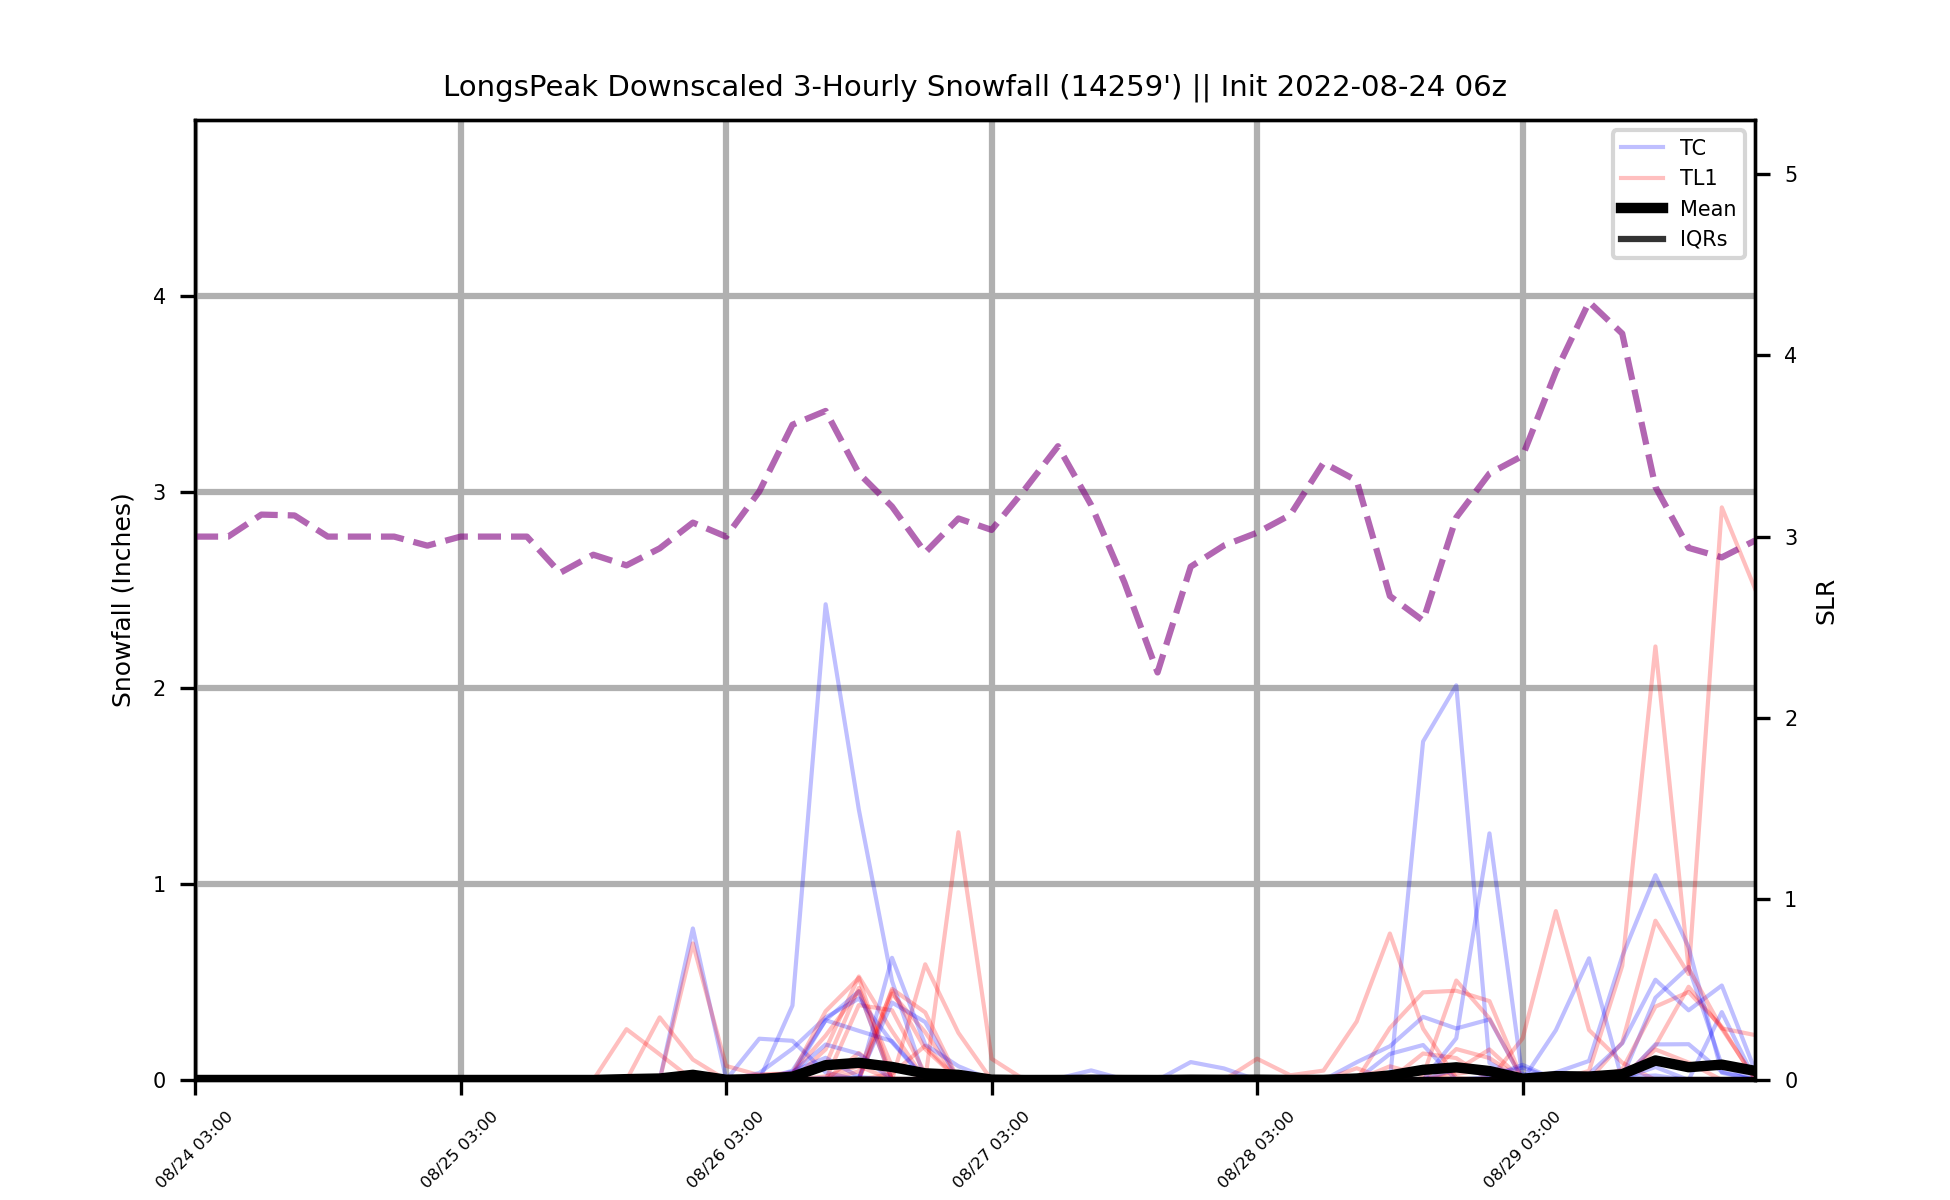 LongsPeak Downscaled 3-Hourly Snowfall (14259') || Init 2022-08-24 06z
TC
TL1
Mean
IQRs
Snowfall (Inches)
4
3
2
1
0
5
4
3
2
1
0
SLR
08/24 03:00
08/25 03:00
08/26 03:00
08/27 03:00
08/28 03:00
08/29 03:00